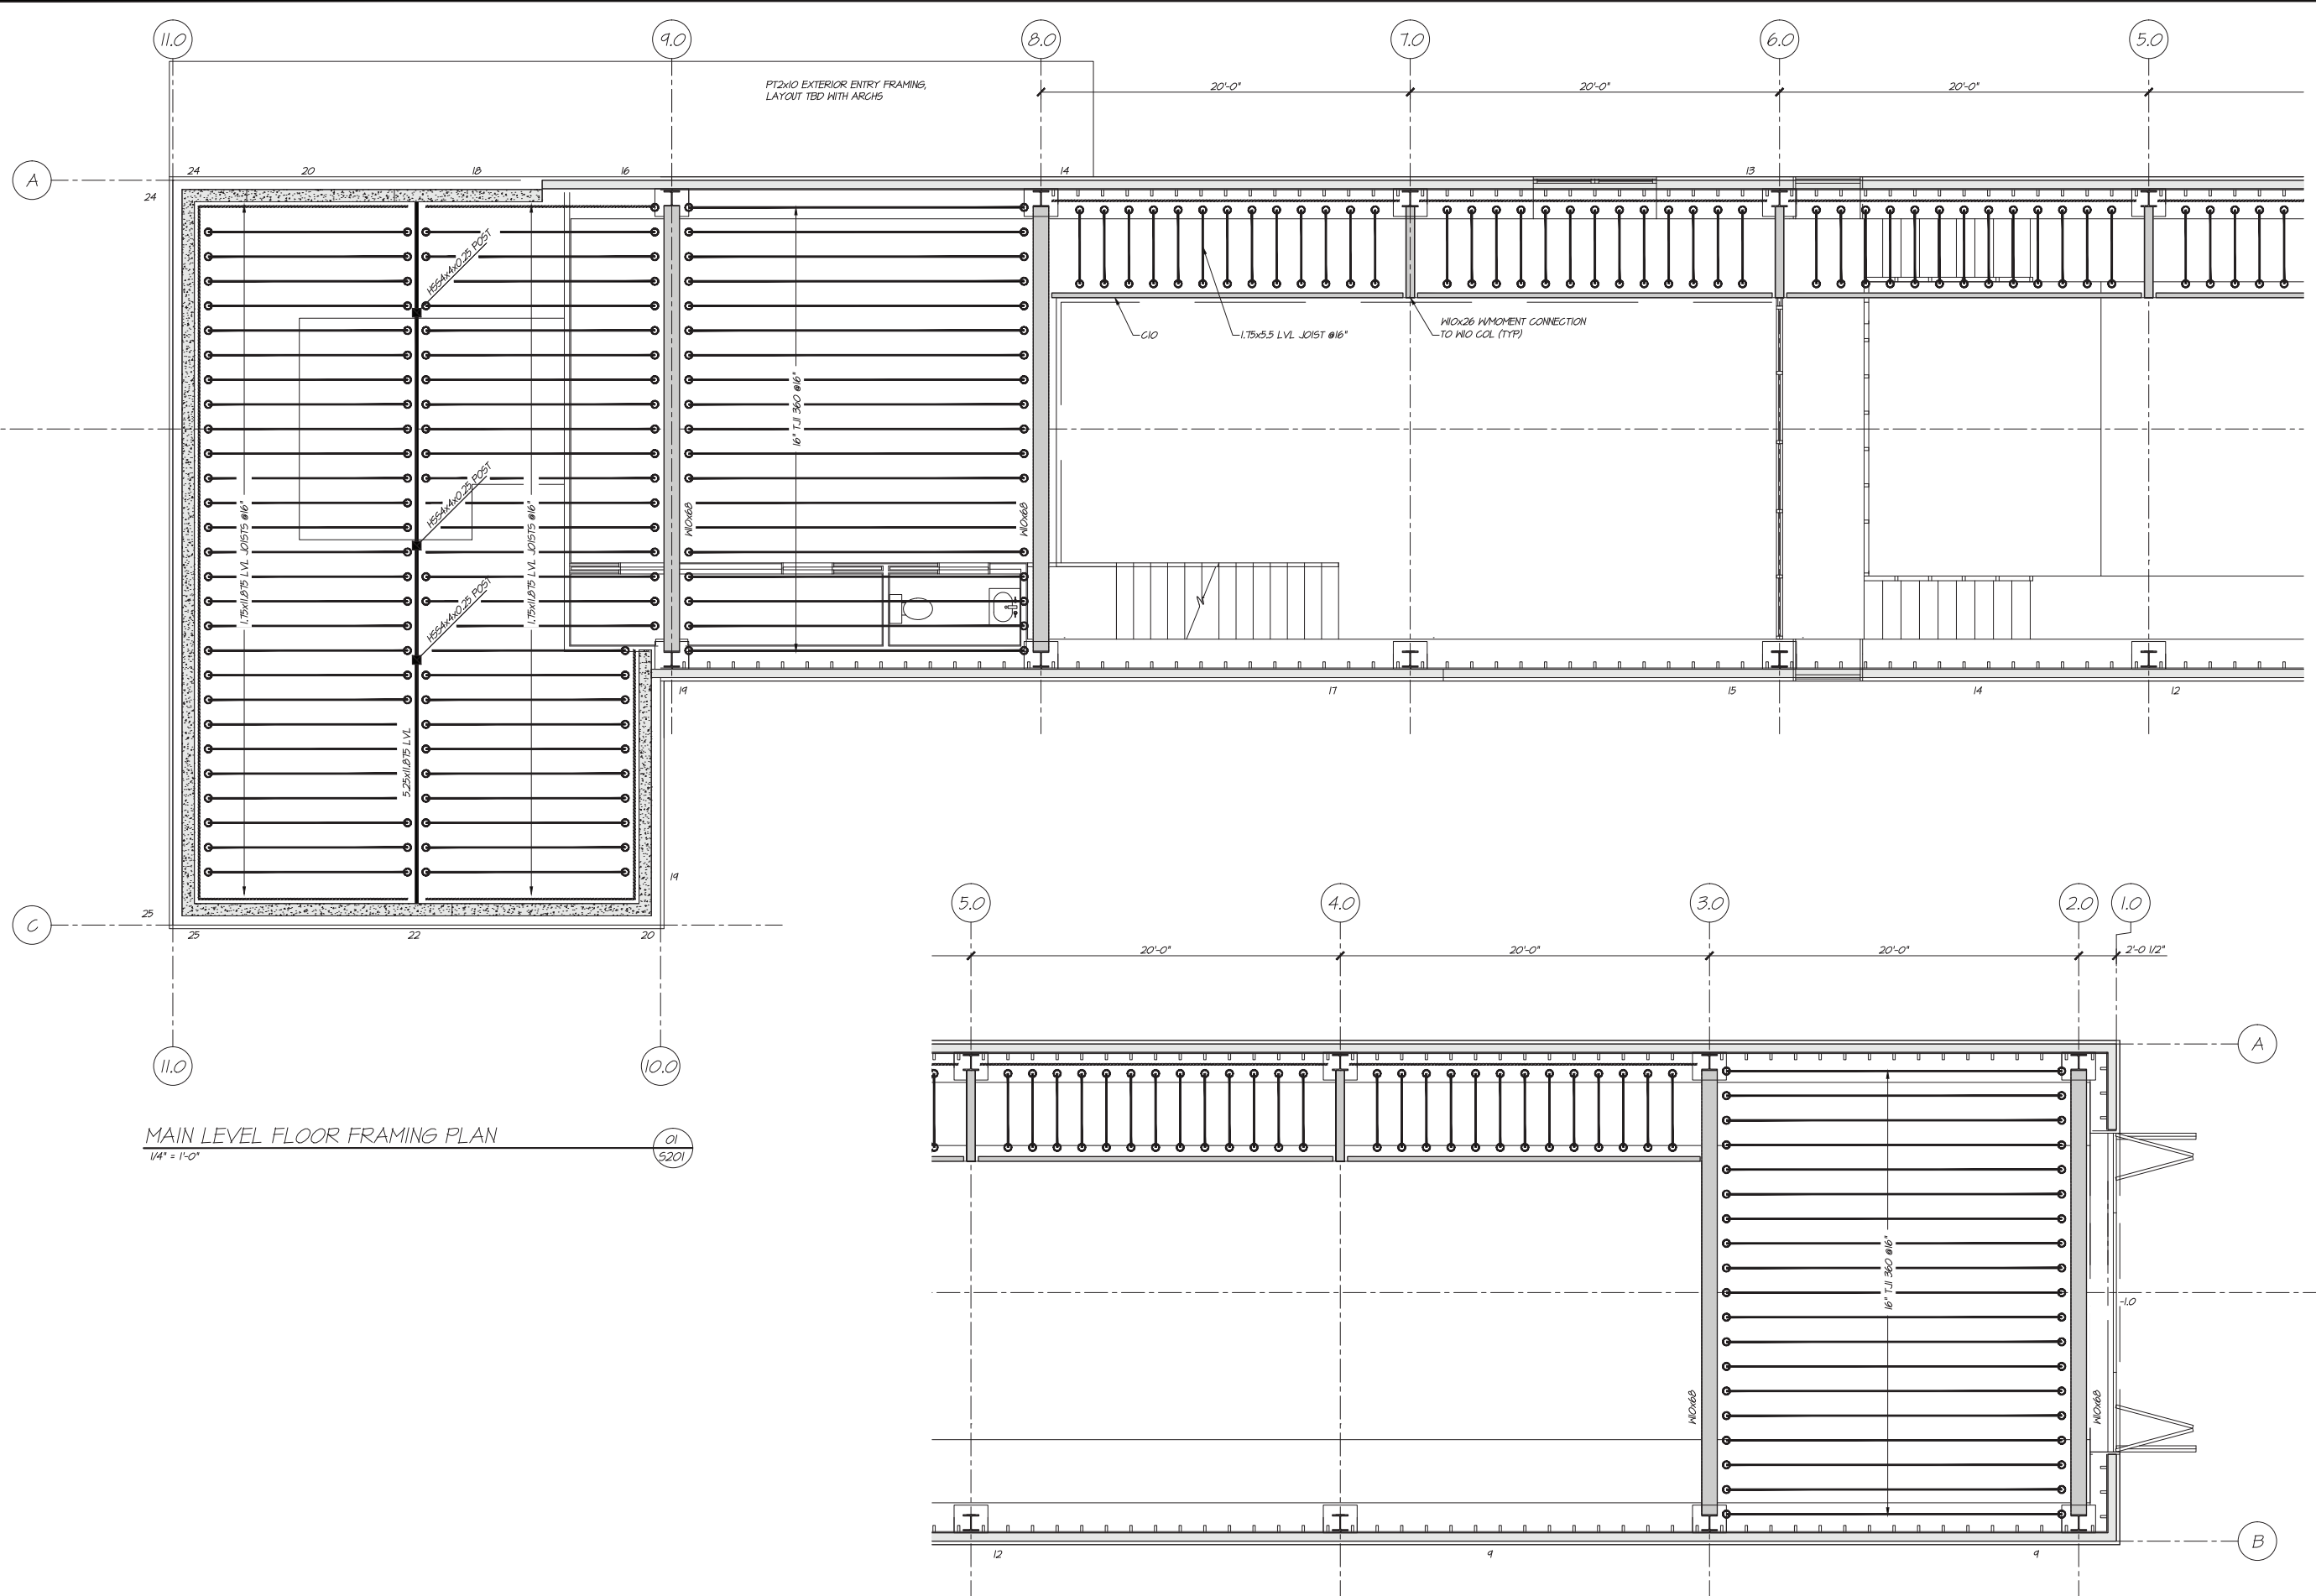 11.0
9.0
8.0
7.0
6.0
5.0
PT2x10 EXTERIOR ENTRY FRAMING,
LAYOUT TBD WITH ARCHS
20'-0"
20'-0"
20'-0"
A
24
20
18
16
14
13
24
HSS4x4x0.25 POST
C10
1.75x5.5 LVL JOIST @16"
W10x26 W/MOMENT CONNECTION
TO W10 COL (TYP)
16" TJI 360 @16"
HSS4x4x0.25 POST
1.75x11.875 LVL JOISTS @16"
1.75x11.875 LVL JOISTS @16"
W10x68
W10x68
HSS4x4x0.25 POST
19
17
15
14
12
5.25x11.875 LVL
19
C
25
25
22
20
5.0
4.0
3.0
2.0
1.0
20'-0"
20'-0"
20'-0"
2'-0 1/2"
11.0
10.0
A
MAIN LEVEL FLOOR FRAMING PLAN
1/4" = 1'-0"
01
S201
16" TJI 360 @16"
-1.0
W10x68
W10x68
B
12
9
9